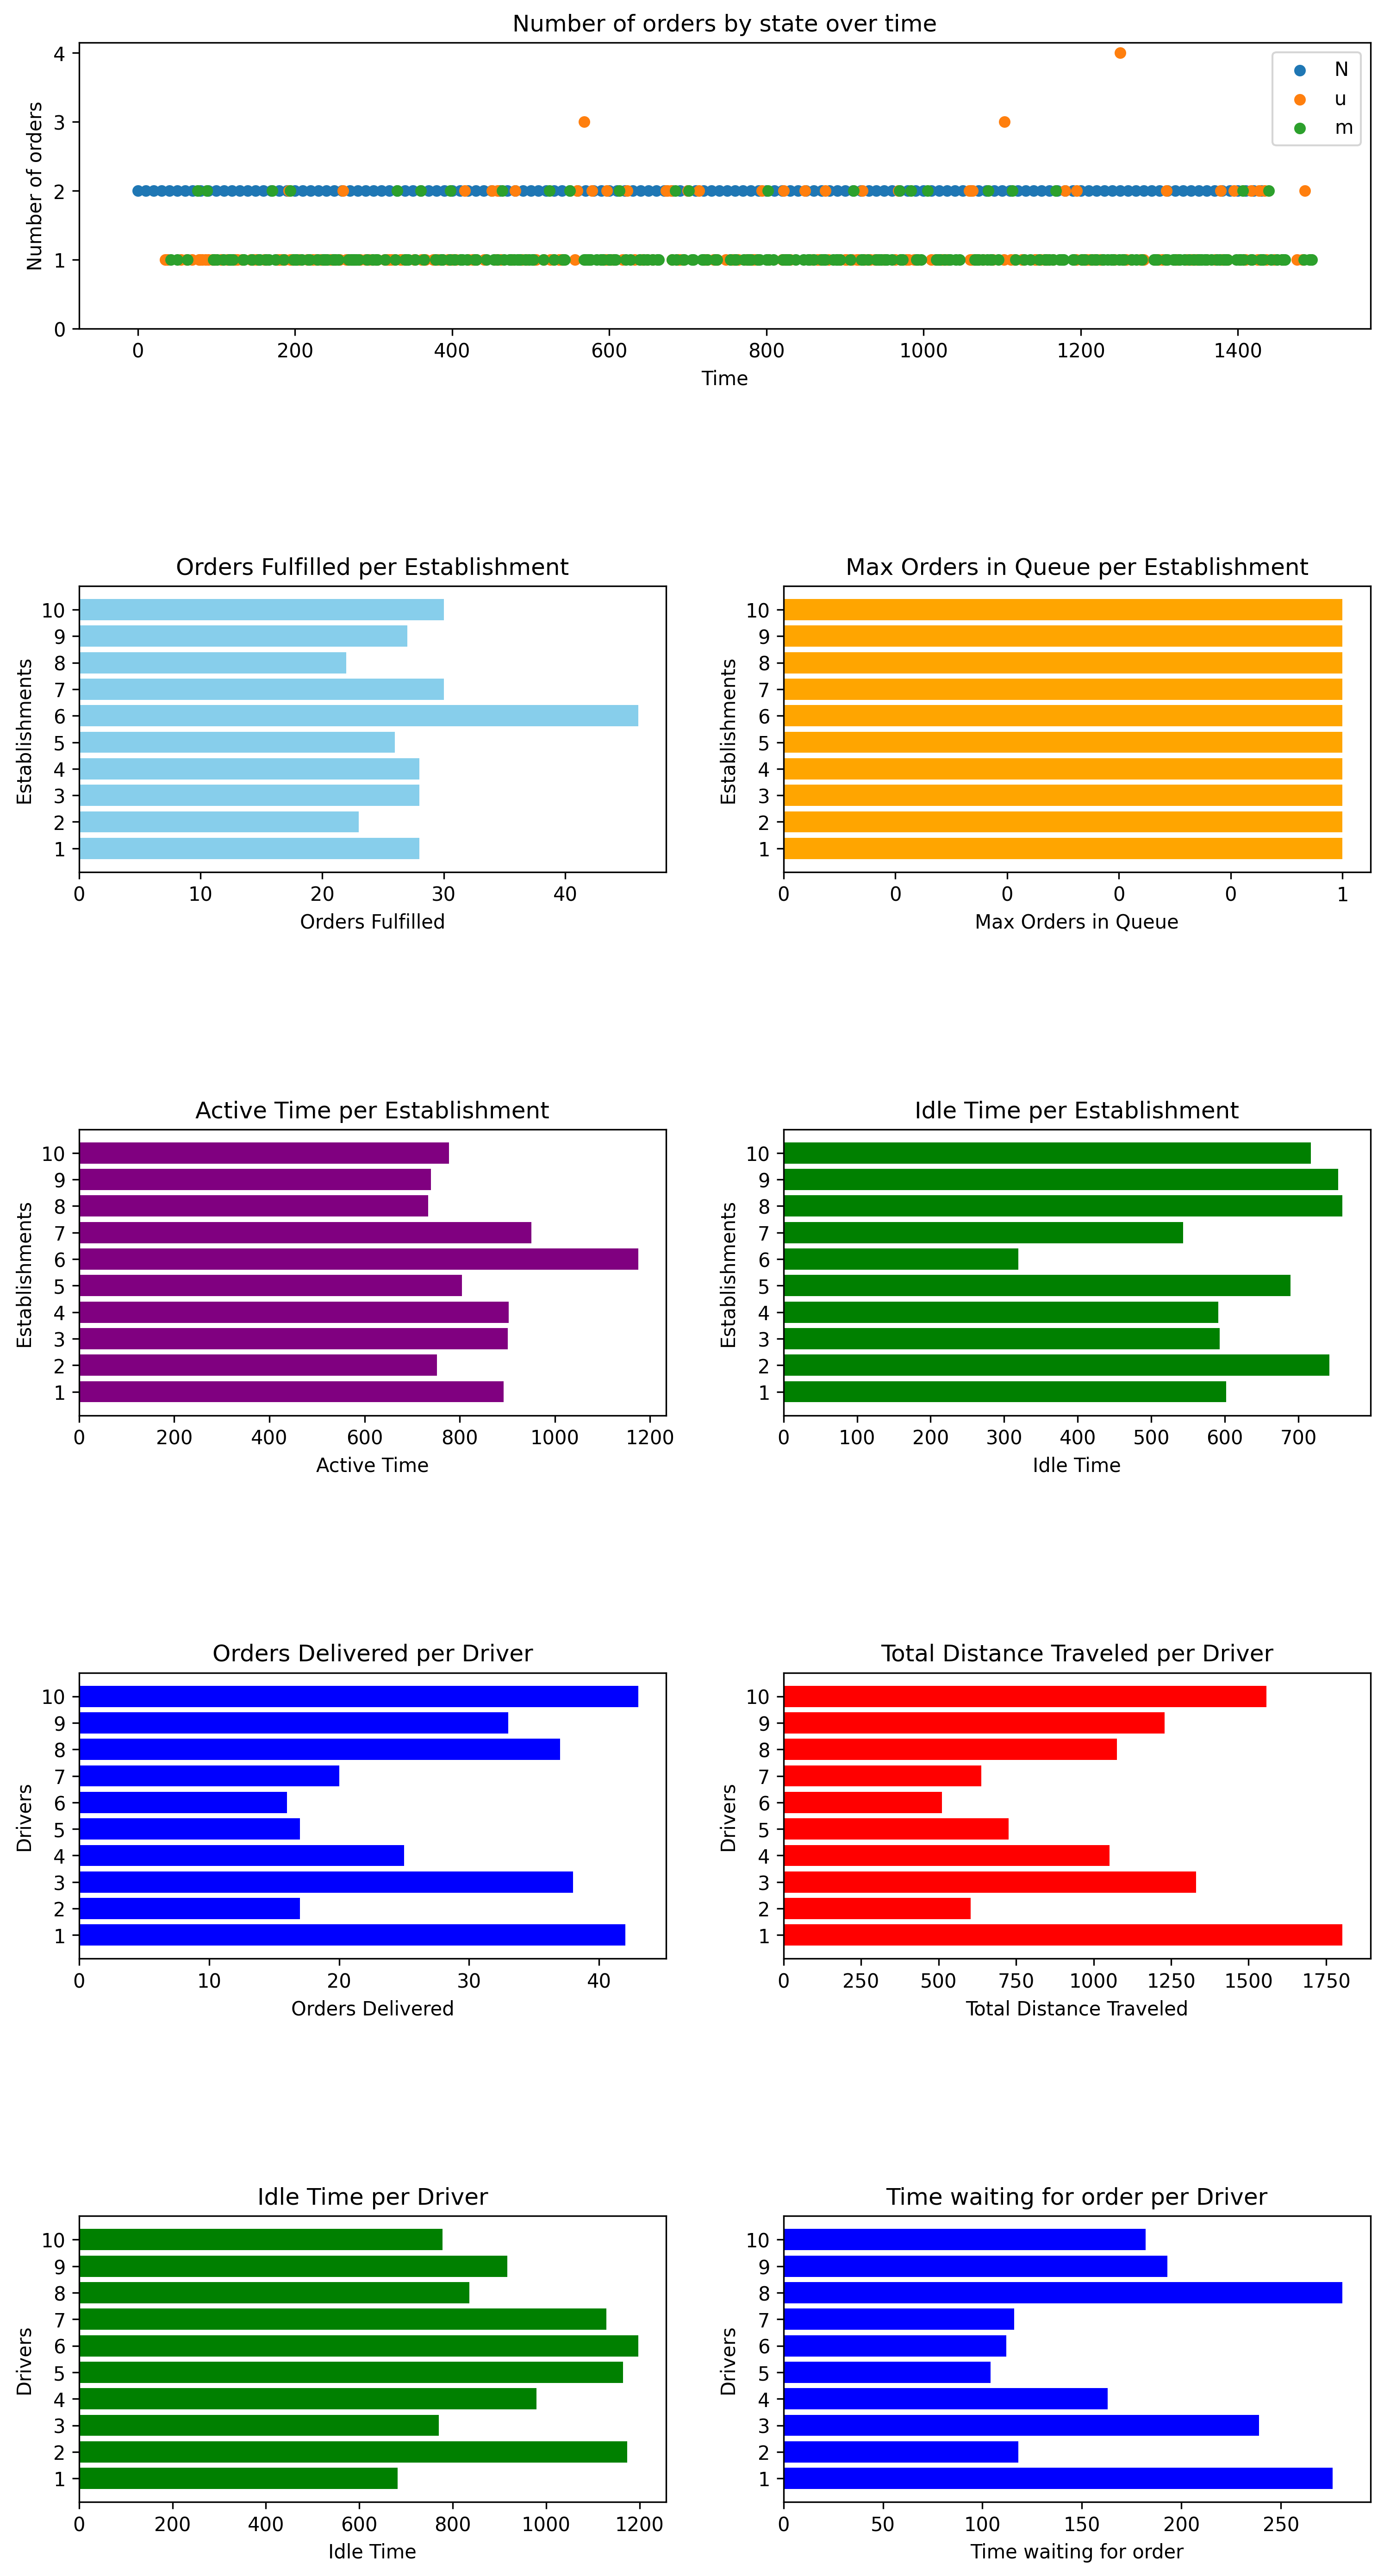 Number of orders by state over time
Number of orders
4
3
2
1
0
N
u
m
0 200 400 600 800 1000 1200 1400
Time
Orders Fulfilled per Establishment
Establishments
10
9
8
7
6
5
4
3
2
1
0 10 20 30 40
Orders Fulfilled
Max Orders in Queue per Establishment
Establishments
10
9
8
7
6
5
4
3
2
1
0 0 0 0 0 1
Max Orders in Queue
Active Time per Establishment
Establishments
10
9
8
7
6
5
4
3
2
1
0 200 400 600 800 1000 1200
Active Time
Idle Time per Establishment
Establishments
10
9
8
7
6
5
4
3
2
1
0 100 200 300 400 500 600 700
Idle Time
Orders Delivered per Driver
Drivers
10
9
8
7
6
5
4
3
2
1
0 10 20 30 40
Orders Delivered
Total Distance Traveled per Driver
Drivers
10
9
8
7
6
5
4
3
2
1
0 250 500 750 1000 1250 1500 1750
Total Distance Traveled
Idle Time per Driver
Drivers
10
9
8
7
6
5
4
3
2
1
0 200 400 600 800 1000 1200
Idle Time
Time waiting for order per Driver
Drivers
10
9
8
7
6
5
4
3
2
1
0 50 100 150 200 250
Time waiting for order